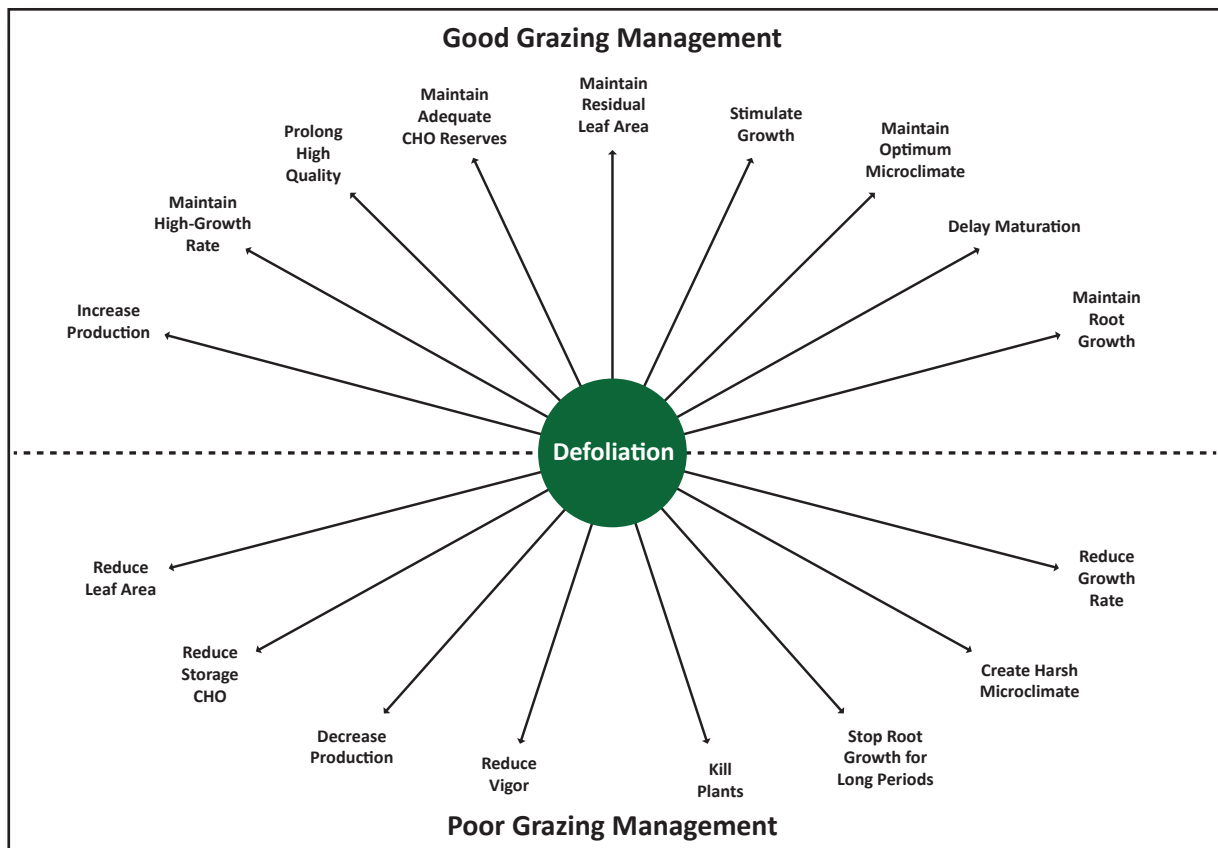 Good Grazing Management
Increase
Production
Maintain
High-Growth
Rate
Prolong
High
Quality
Maintain
Adequate
CHO Reserves
Maintain
Residual
Leaf Area
Stimulate
Growth
Maintain
Optimum
Microclimate
Delay Maturation
Maintain
Root
Growth
Defoliation
Reduce
Leaf Area
Reduce
Storage
CHO
Decrease
Production
Reduce
Vigor
Kill
Plants
Stop Root
Growth for
Long Periods
Create Harsh
Microclimate
Reduce
Growth
Rate
Poor Grazing Management